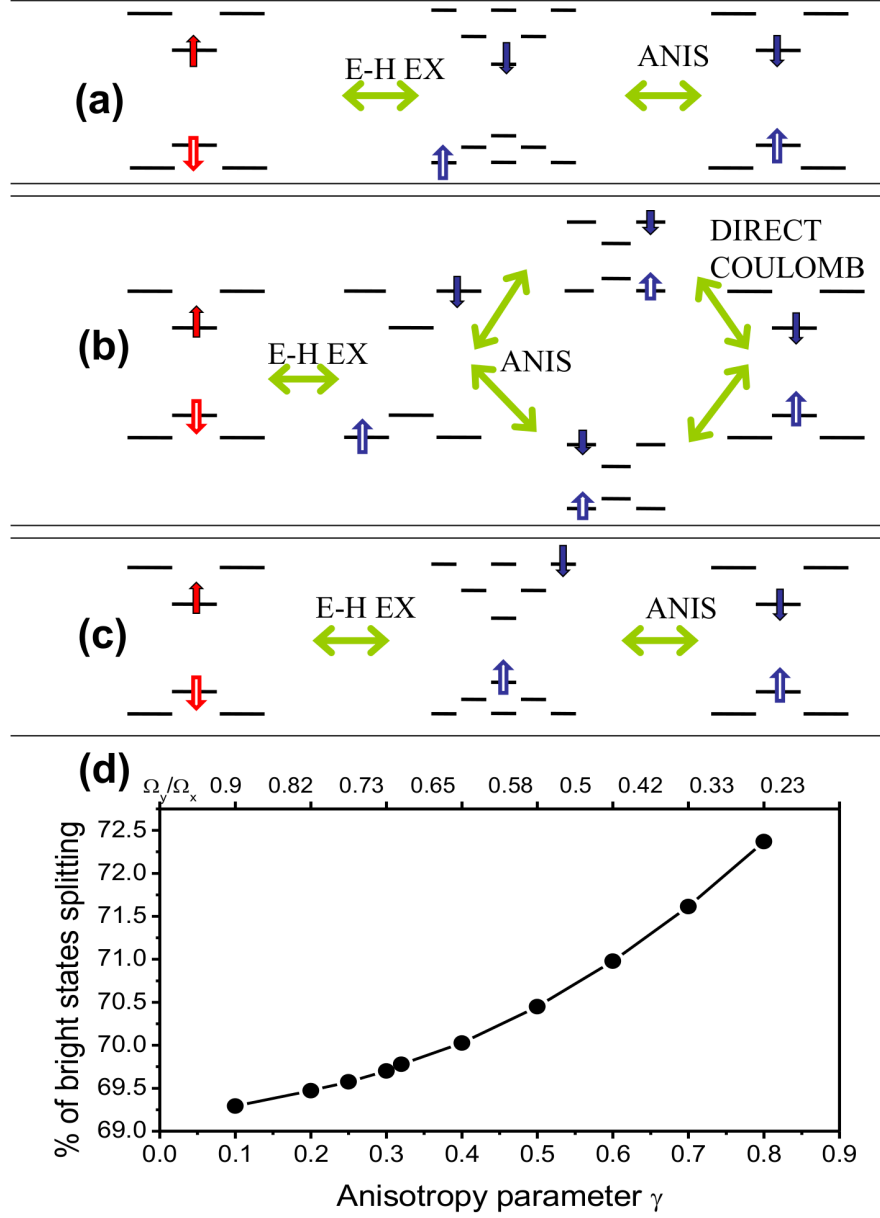 (a)
E-H EX
ANIS
(b)
E-H EX
ANIS
DIRECT
COULOMB
(c)
E-H EX
ANIS
(d)
Ωy/Ωx 0.9 0.82 0.73 0.65 0.58 0.5 0.42 0.33 0.23
% of bright states splitting
72.5
72.0
71.5
71.0
70.5
70.0
69.5
69.0
0.0 0.1 0.2 0.3 0.4 0.5 0.6 0.7 0.8 0.9
Anisotropy parameter γ